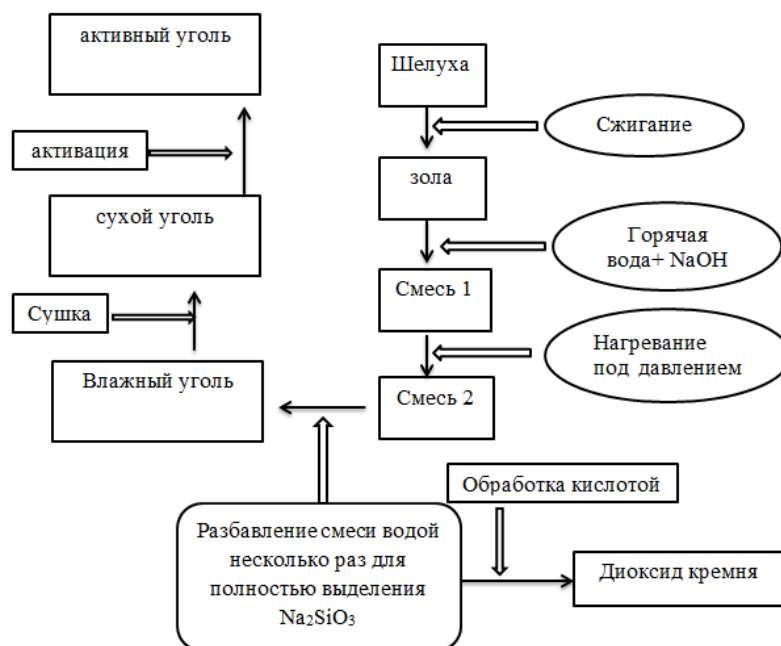 активный уголь
Шелуха
Сжигание
активация
зола
сухой уголь
Горячая
вода+ NaOH
Смесь 1
Сушка
Нагревание
под давлением
Влажный уголь
Смесь 2
Обработка кислотой
Разбавление смеси водой
несколько раз для
полностью выделения
Na₂SiO₃
Диоксид кремня